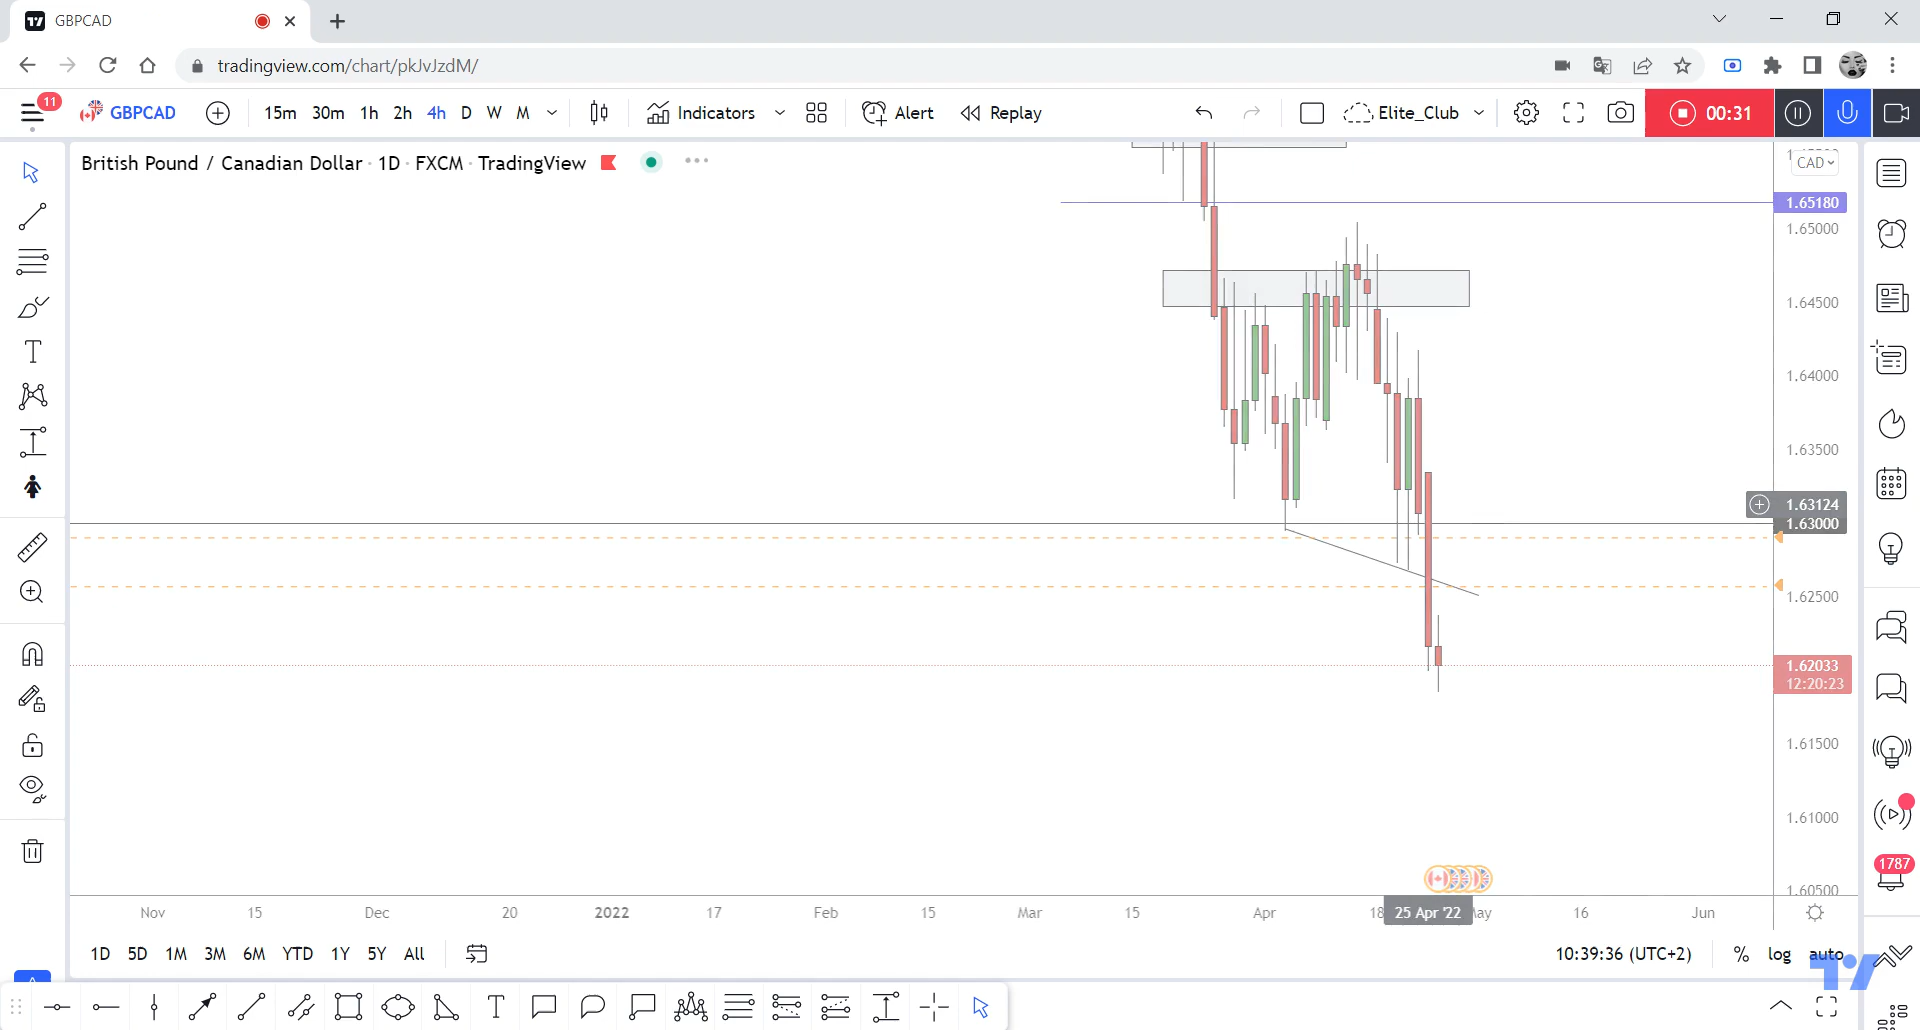 GBPCAD
tradingview.com/chart/pkJvJzdM/
11
GBPCAD 15m 30m 1h 2h 4h D W M Indicators Alert Replay Elite_Club 00:31
British Pound / Canadian Dollar · 1D · FXCM · TradingView
CAD
1.65180
1.65000
1.64500
1.64000
1.63500
1.63124
1.63000
1.62500
1.62033
12:20:23
1.61500
1.61000
1.60500
1787
Nov 15 Dec 20 2022 17 Feb 15 Mar 15 Apr 18 25 Apr '22 16 Jun
1D 5D 1M 3M 6M YTD 1Y 5Y All 10:39:36 (UTC+2) % log auto